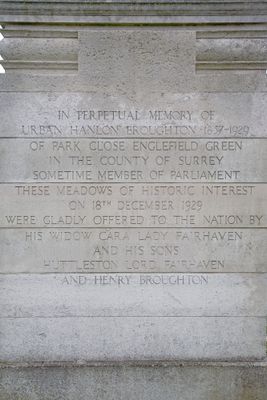 IN PERPETUAL MEMORY OF
URBAN HANLON BROUGHTON 1857-1929
OF PARK CLOSE ENGLEFIELD GREEN
IN THE COUNTY OF SURREY
SOMETIME MEMBER OF PARLIAMENT
THESE MEADOWS OF HISTORIC INTEREST
ON 18TH DECEMBER 1929
WERE GLADLY OFFERED TO THE NATION BY
HIS WIDOW CARA LADY FAIRHAVEN
AND HIS SONS
HUTTLESTON LORD FAIRHAVEN
AND HENRY BROUGHTON